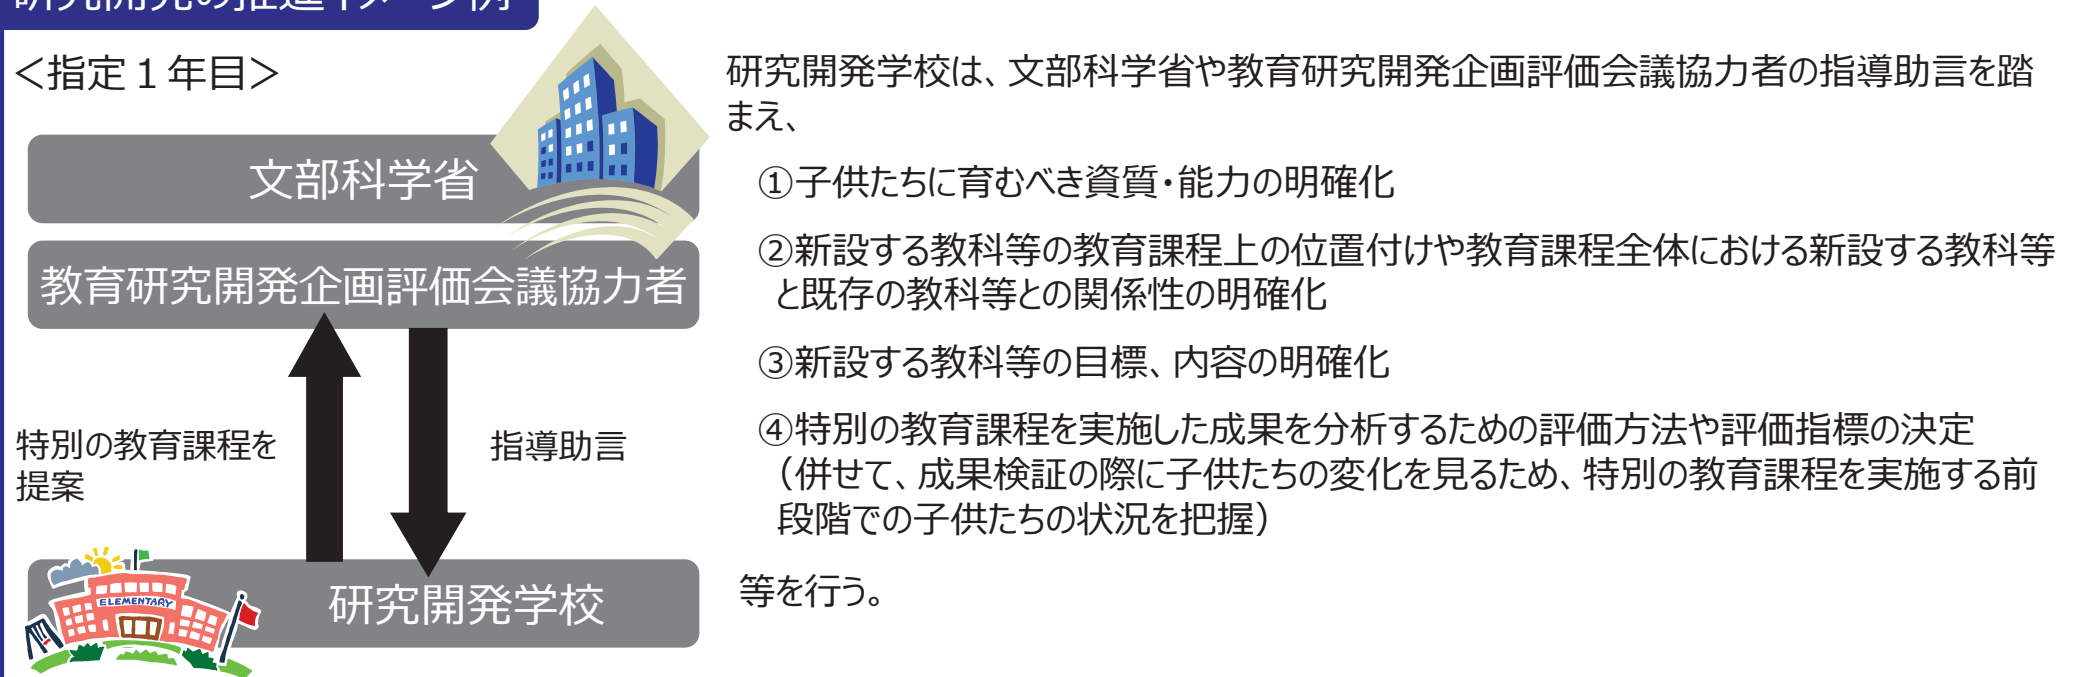 研究開発の推進イメージ例
＜指定１年目＞
文部科学省
教育研究開発企画評価会議協力者
特別の教育課程を
提案
指導助言
ELEMENTARY
研究開発学校
研究開発学校は、文部科学省や教育研究開発企画評価会議協力者の指導助言を踏
まえ、
①子供たちに育むべき資質・能力の明確化
②新設する教科等の教育課程上の位置付けや教育課程全体における新設する教科等
と既存の教科等との関係性の明確化
③新設する教科等の目標、内容の明確化
④特別の教育課程を実施した成果を分析するための評価方法や評価指標の決定
（併せて、成果検証の際に子供たちの変化を見るため、特別の教育課程を実施する前
段階での子供たちの状況を把握）
等を行う。